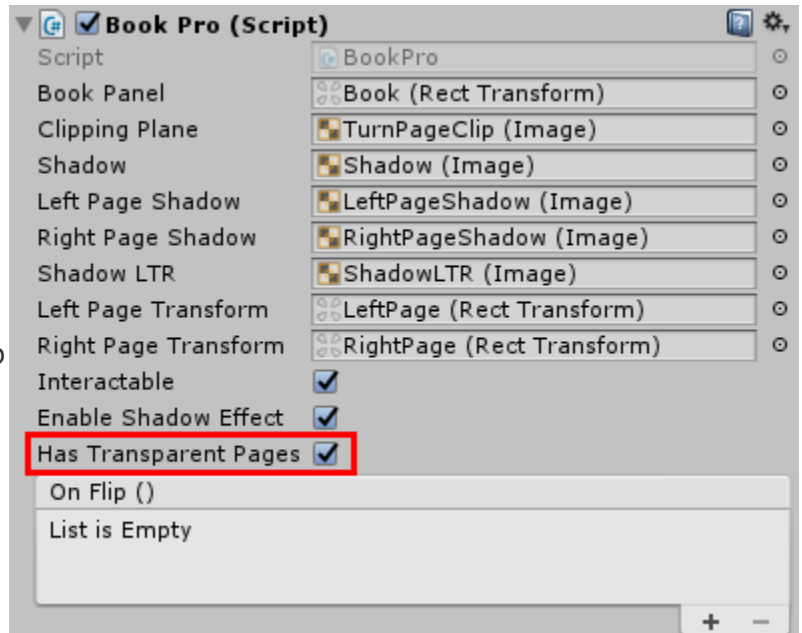 Book Pro (Script)
Script BookPro
Book Panel Book (Rect Transform)
Clipping Plane TurnPageClip (Image)
Shadow Shadow (Image)
Left Page Shadow LeftPageShadow (Image)
Right Page Shadow RightPageShadow (Image)
Shadow LTR ShadowLTR (Image)
Left Page Transform LeftPage (Rect Transform)
Right Page Transform RightPage (Rect Transform)
Interactable
Enable Shadow Effect
Has Transparent Pages
On Flip ()
List is Empty